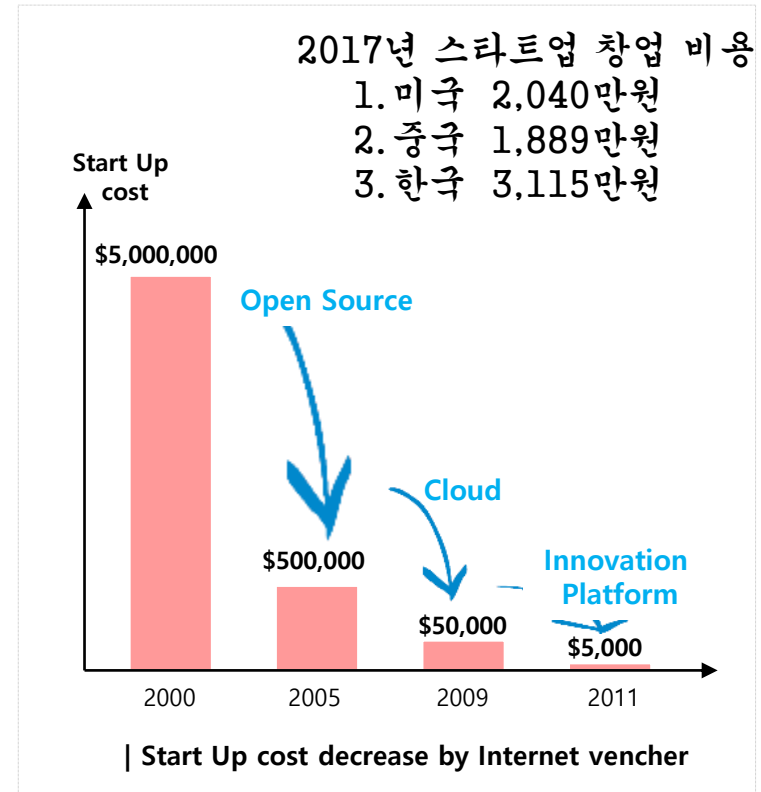 2017년 스타트업 창업 비용
1. 미국 2,040만원
2. 중국 1,889만원
3. 한국 3,115만원
Start Up
cost
$5,000,000
Open Source
Cloud
$500,000
Innovation
Platform
$50,000
$5,000
2000 2005 2009 2011
| Start Up cost decrease by Internet vencher